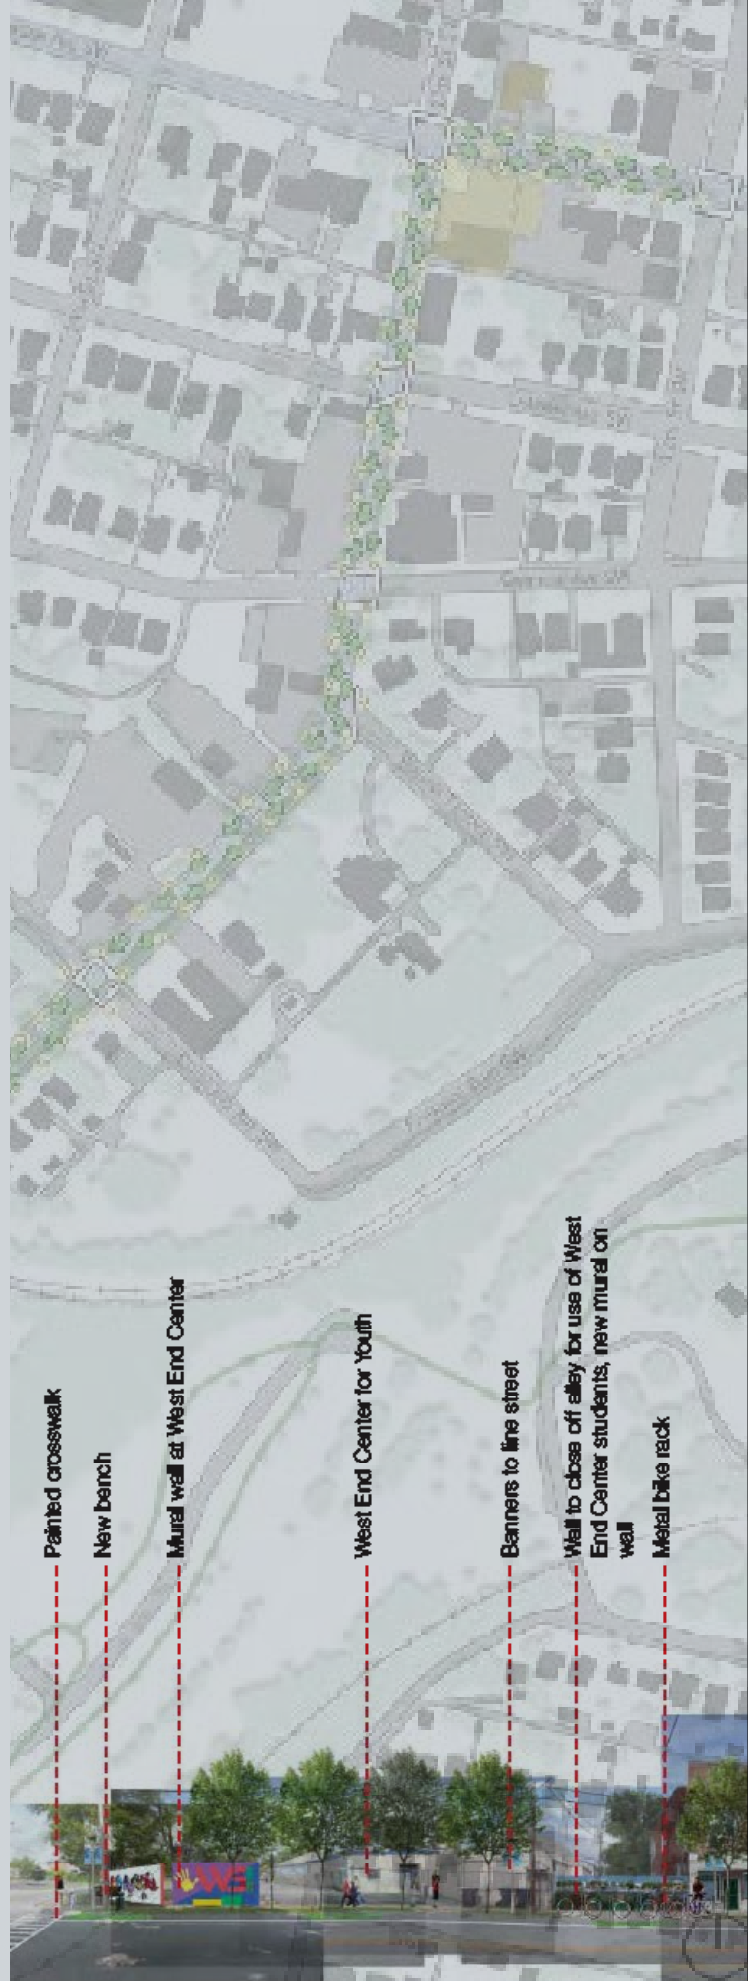 Painted crosswalk
New bench
Mural wall at West End Center
West End Center for Youth
Banners to line street
Wall to close off alley for use of West
End Center students, new mural on
wall
Metal bike rack